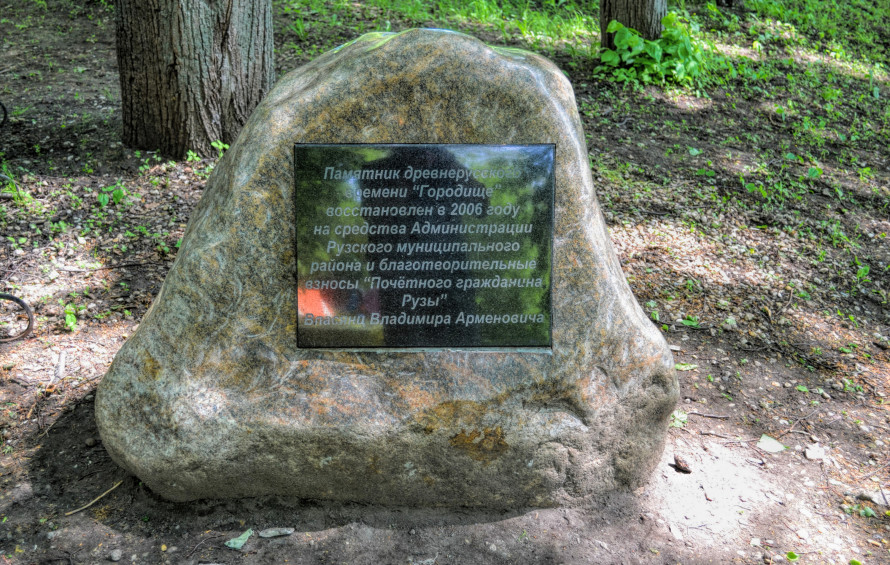 Памятник древнерусского
времени "Городище"
восстановлен в 2006 году
на средства Администрации
Рузского муниципального
района и благотворительные
взносы "Почётного гражданина
Рузы"
Владимира Арменовича